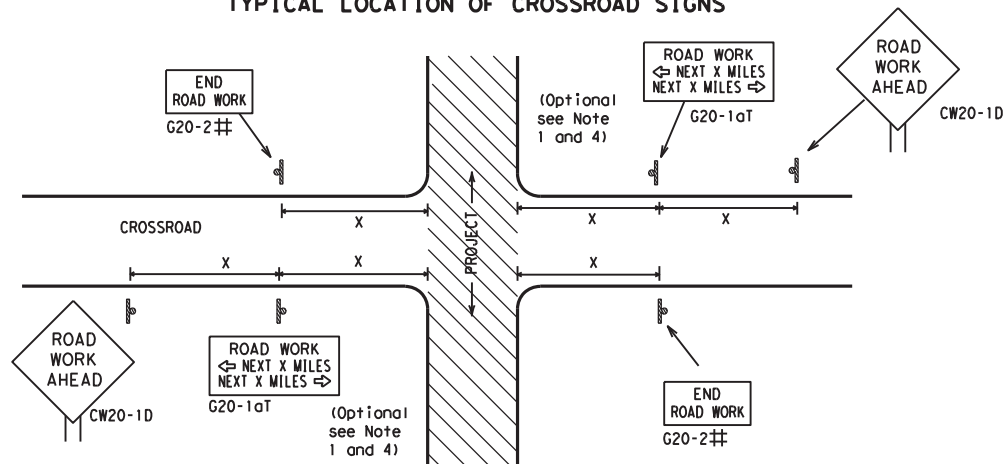 TYPICAL LOCATION OF CROSSROAD SIGNS
END
ROAD WORK
G20-2#
(Optional
see Note
1 and 4)
ROAD WORK
⇦ NEXT X MILES
NEXT X MILES ⇨
G20-1aT
ROAD
WORK
AHEAD
CW20-1D
X
X
X
CROSSROAD
PROJECT
X
X
X
ROAD
WORK
AHEAD
CW20-1D
ROAD WORK
⇦ NEXT X MILES
NEXT X MILES ⇨
G20-1aT
(Optional
see Note
1 and 4)
END
ROAD WORK
G20-2#